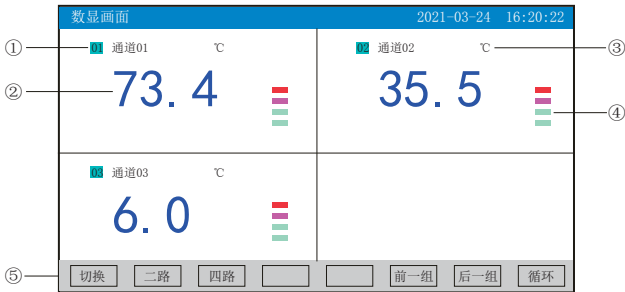 数显画面 2021-03-24 16:20:22
① 01 通道01 ℃ 02 通道02 ℃ ③
② 73.4 35.5 ④
03 通道03 ℃
6.0
⑤ 切换 二路 四路 前一组 后一组 循环